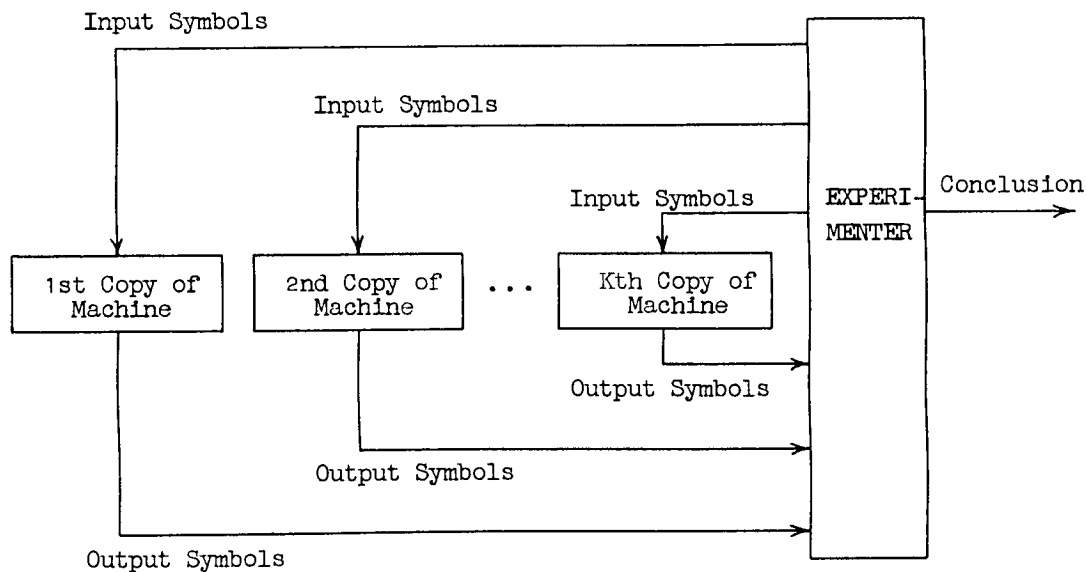 Input Symbols
Input Symbols
Input Symbols
EXPERI-
MENTER
Conclusion
1st Copy of
Machine
2nd Copy of
Machine
...
Kth Copy of
Machine
Output Symbols
Output Symbols
Output Symbols